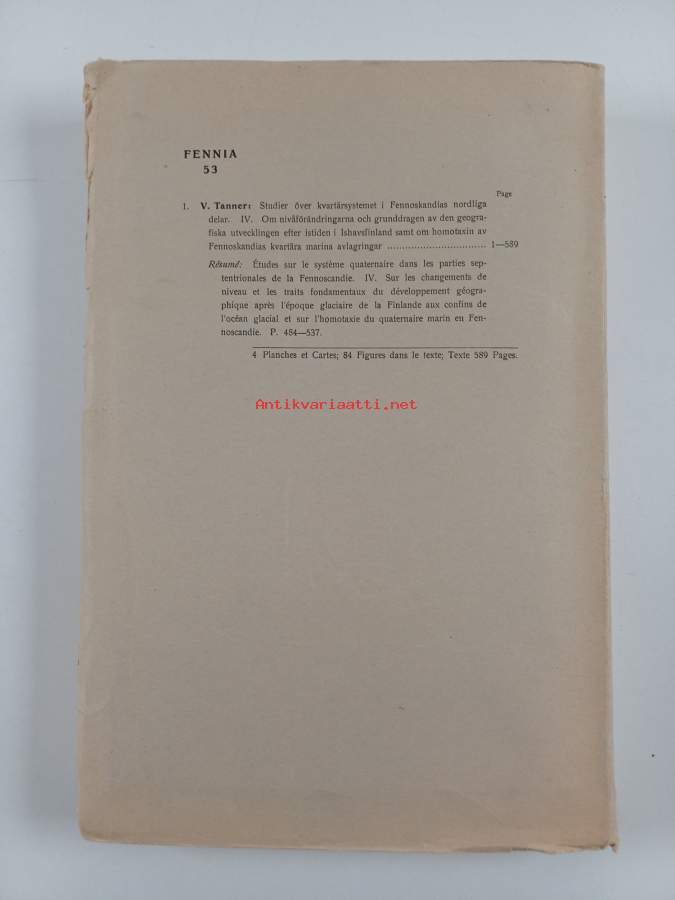 FENNIA
53
Page
1. V. Tanner: Studier över kvartärsystemet i Fennoskandias nordliga
delar. IV. Om nivåförändringarna och grunddragen av den geogra-
fiska utvecklingen efter istiden i Ishavsfinland samt om homotaxin av
Fennoskandias kvartära marina avlagringar ................................ 1—589
Résumé: Études sur le système quaternaire dans les parties sep-
tentrionales de la Fennoscandie. IV. Sur les changements de
niveau et les traits fondamentaux du développement géogra-
phique après l'époque glaciaire de la Finlande aux confins de
l'océan glacial et sur l'homotaxie du quaternaire marin en Fen-
noscandie. P. 484—537.
4 Planches et Cartes; 84 Figures dans le texte; Texte 589 Pages.
Antikvariaatti.net